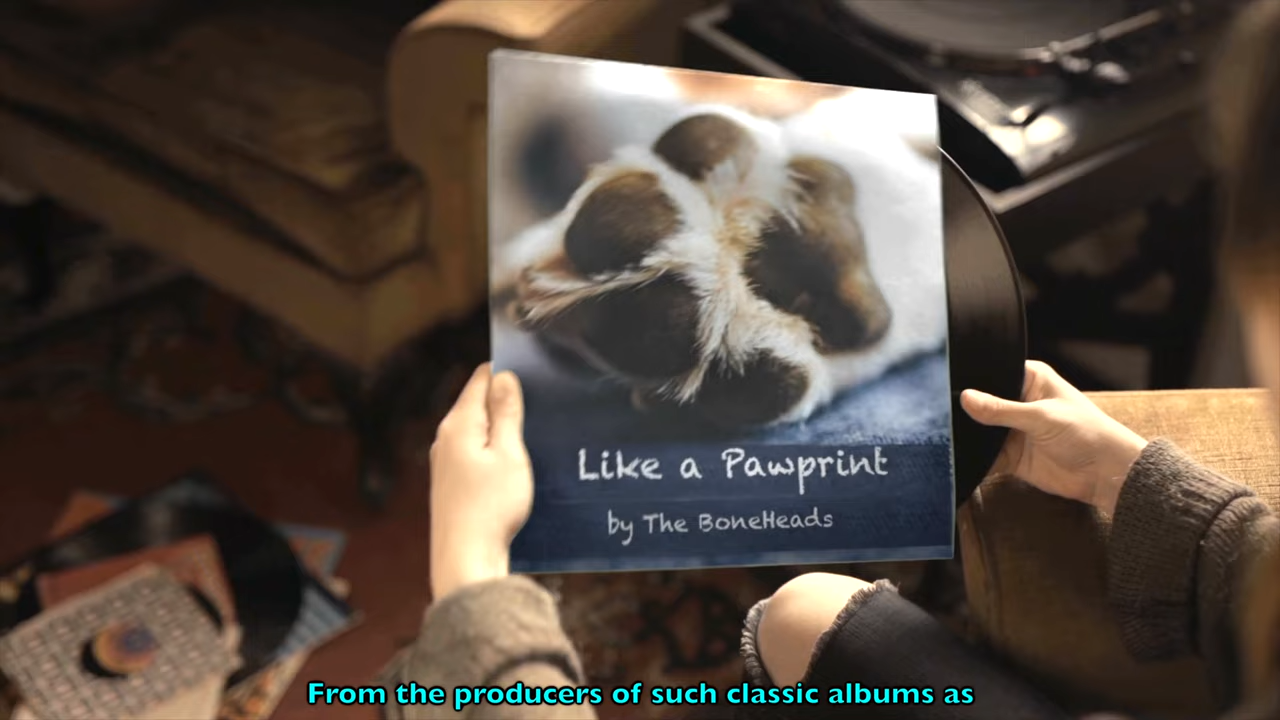 Like a Pawprint
by The BoneHeads
From the producers of such classic albums as